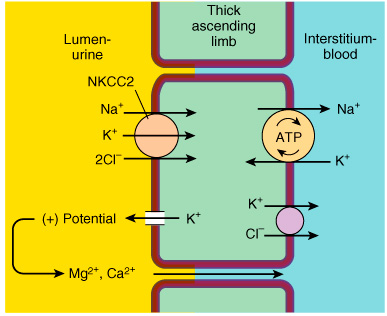 Thick
ascending
limb
Lumen-
urine
Interstitium-
blood
NKCC2
Na⁺
K⁺
2Cl⁻
Na⁺
ATP
K⁺
K⁺
Cl⁻
(+) Potential
K⁺
Mg²⁺, Ca²⁺